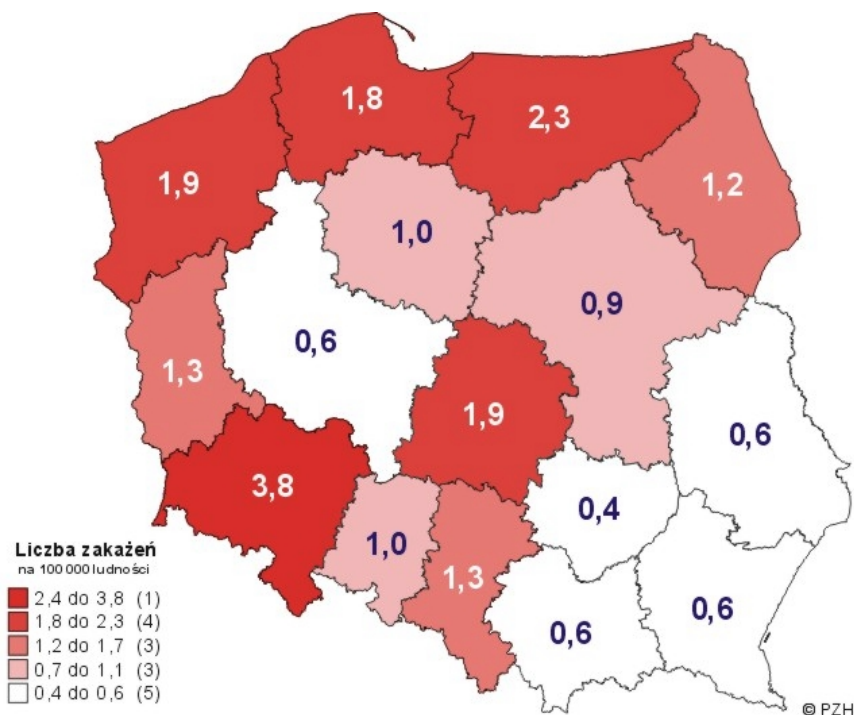 1,8
2,3
1,9
1,2
1,0
0,9
0,6
1,3
1,9
0,6
3,8
0,4
1,0
1,3
0,6
0,6
Liczba zakażeń
na 100 000 ludności
2,4 do 3,8 (1)
1,8 do 2,3 (4)
1,2 do 1,7 (3)
0,7 do 1,1 (3)
0,4 do 0,6 (5)
© PZH